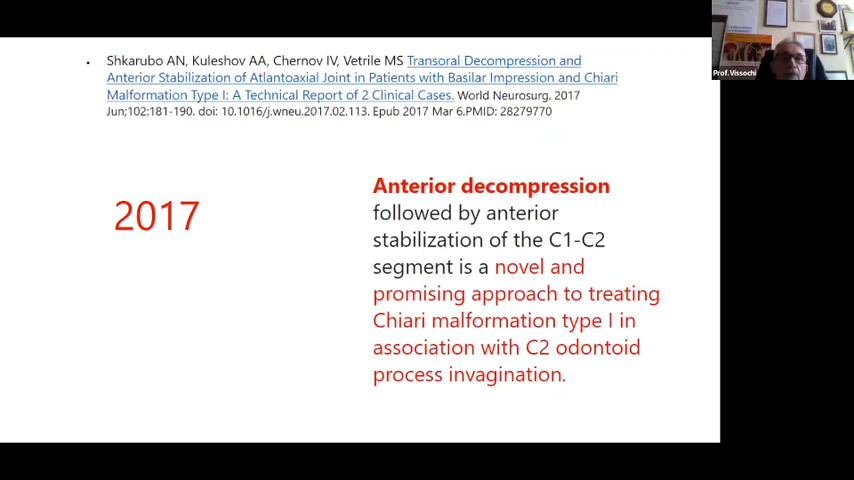 Prof.Vissochi
• Shkarubo AN, Kuleshov AA, Chernov IV, Vetrile MS Transoral Decompression and
Anterior Stabilization of Atlantoaxial Joint in Patients with Basilar Impression and Chiari
Malformation Type I: A Technical Report of 2 Clinical Cases. World Neurosurg. 2017
Jun;102:181-190. doi: 10.1016/j.wneu.2017.02.113. Epub 2017 Mar 6.PMID: 28279770
2017
Anterior decompression
followed by anterior
stabilization of the C1-C2
segment is a novel and
promising approach to treating
Chiari malformation type I in
association with C2 odontoid
process invagination.